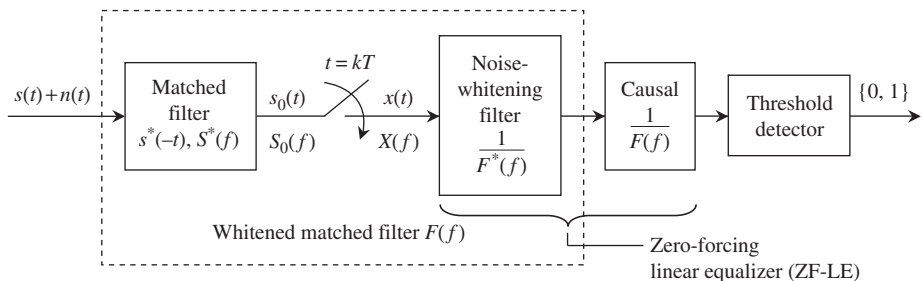 s(t)+n(t)
Matched
filter
s*(–t), S*(f)
s₀(t)
S₀(f)
t = kT
x(t)
X(f)
Noise-
whitening
filter
1
F*(f)
Causal
1
F(f)
Threshold
detector
{0, 1}
Whitened matched filter F(f)
Zero-forcing
linear equalizer (ZF-LE)